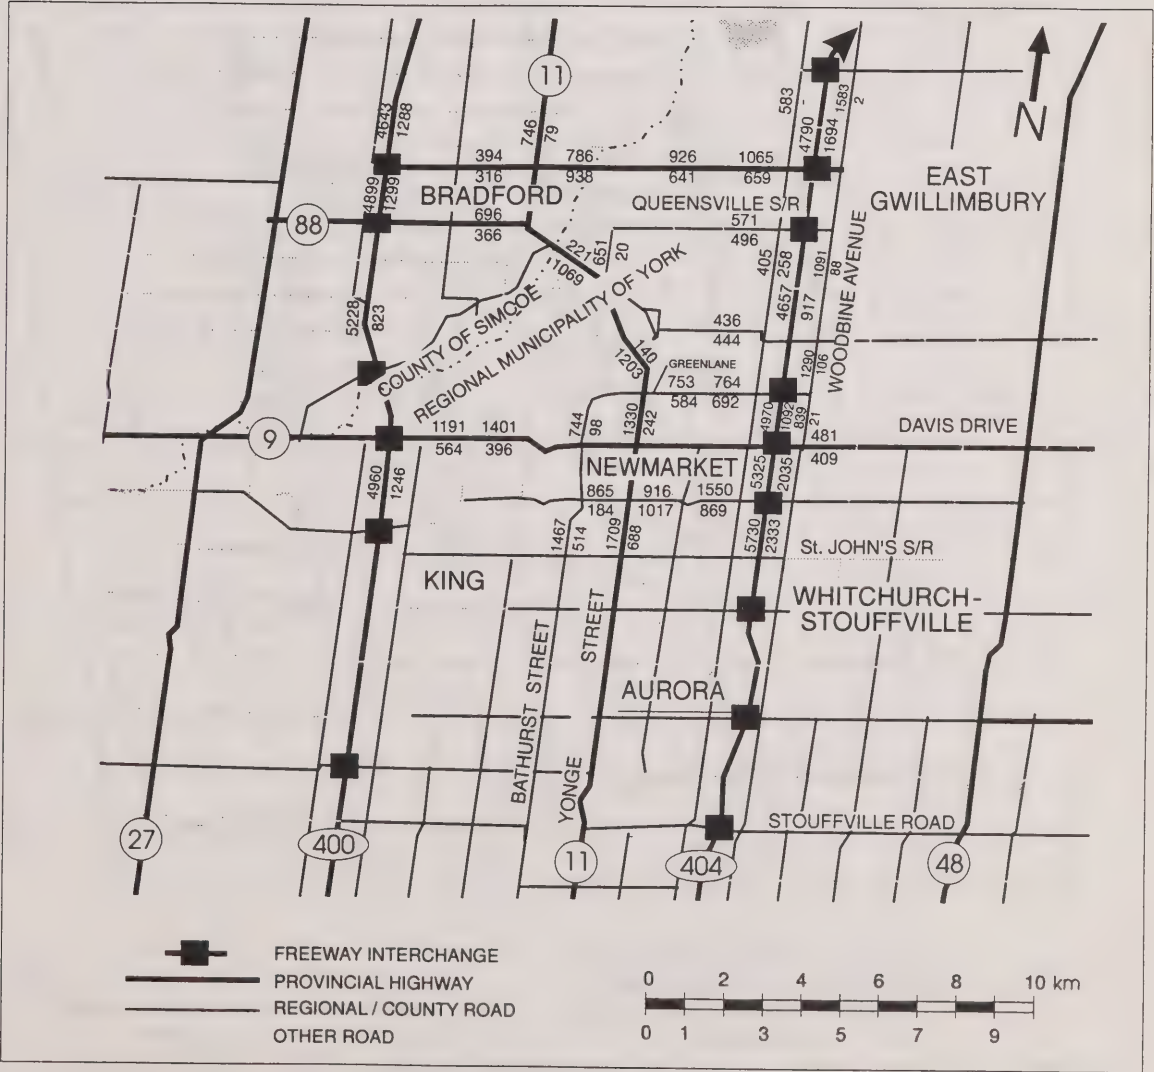 11
N
583
1583
2
4643
1288
746
79
4790
1694
394 786 926 1065
316 938 641 659
BRADFORD
EAST
GWILLIMBURY
4899
1299
88
696
366
QUEENSVILLE S/R
571
496
221
1069
651
20
405
258
1091
88
WOODBINE AVENUE
4657
917
5228
823
COUNTY OF SIMCOE
REGIONAL MUNICIPALITY OF YORK
436
444
140
1203
GREENLANE
753 764
584 692
1290
106
744
98
1330
242
4970
1092
839
21
9
1191 1401
564 396
481
409
DAVIS DRIVE
NEWMARKET
4960
1246
5325
2035
865 916 1550
184 1017 869
1467
514
1709
688
5730
2333
St. JOHN'S S/R
KING
WHITCHURCH-
STOUFFVILLE
BATHURST STREET
YONGE STREET
AURORA
STOUFFVILLE ROAD
27
400
11
404
48
FREEWAY INTERCHANGE
PROVINCIAL HIGHWAY
REGIONAL / COUNTY ROAD
OTHER ROAD
0 2 4 6 8 10 km
0 1 3 5 7 9